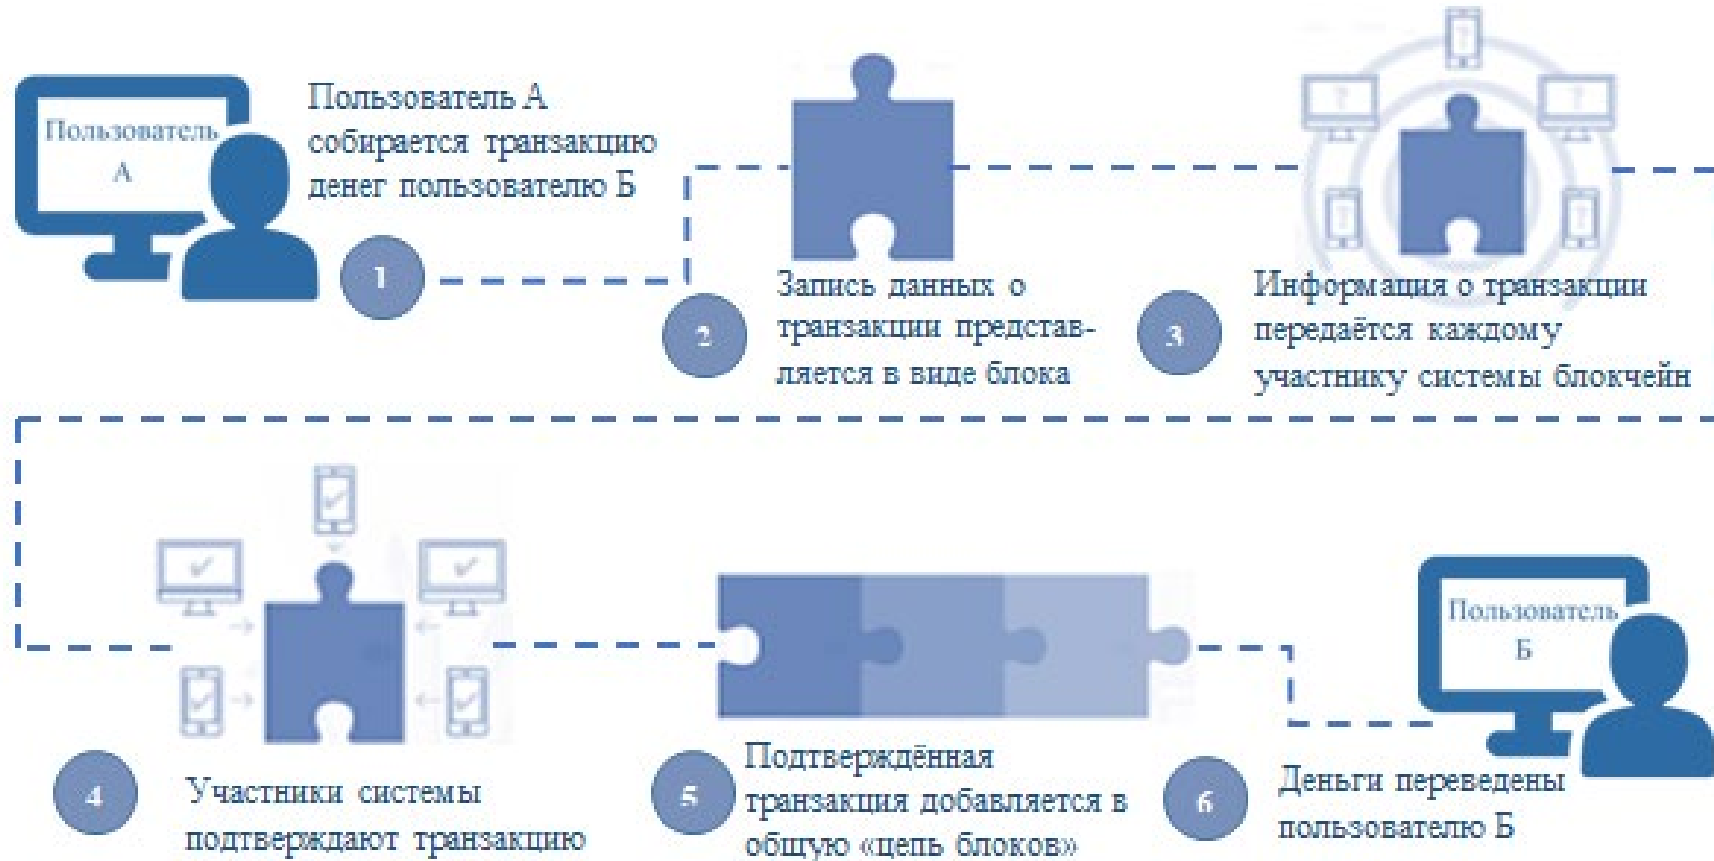 Пользователь
А
Пользователь А
собирается транзакцию
денег пользователю Б
1
2
Запись данных о
транзакции представ-
ляется в виде блока
?
?
?
?
?
3
Информация о транзакции
передаётся каждому
участнику системы блокчейн
4
Участники системы
подтверждают транзакцию
5
Подтверждённая
транзакция добавляется в
общую «цепь блоков»
Пользователь
Б
6
Деньги переведены
пользователю Б